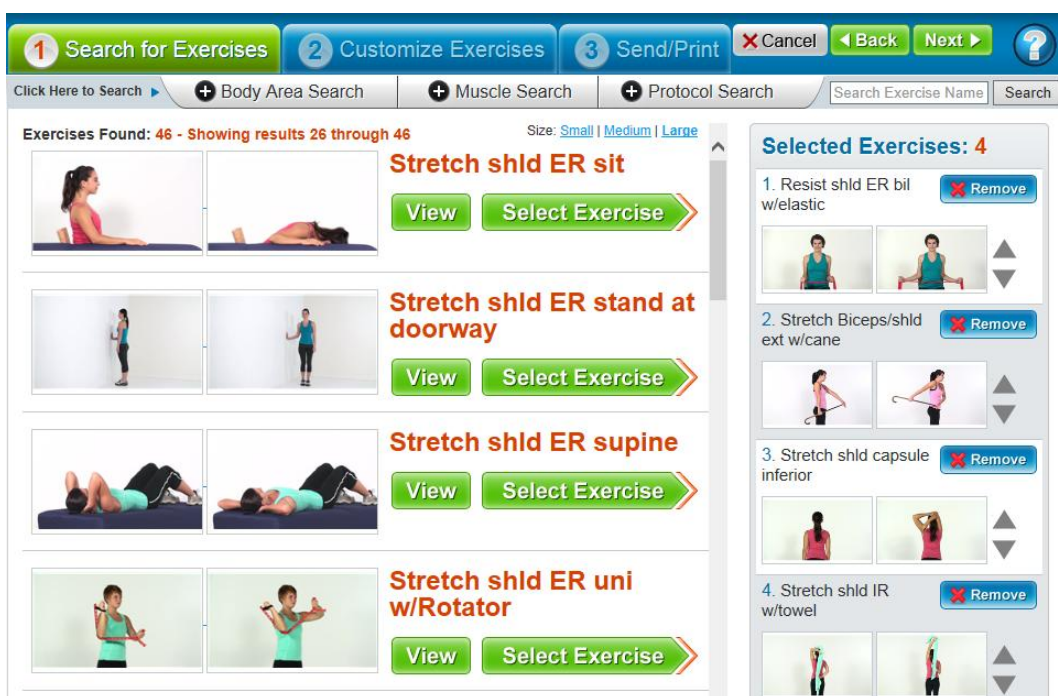 1 Search for Exercises 2 Customize Exercises 3 Send/Print Cancel Back Next ?
Click Here to Search Body Area Search Muscle Search Protocol Search Search Exercise Name Search
Exercises Found: 46 - Showing results 26 through 46
Size: Small | Medium | Large
Stretch shld ER sit
View Select Exercise
Stretch shld ER stand at
doorway
View Select Exercise
Stretch shld ER supine
View Select Exercise
Stretch shld ER uni
w/Rotator
View Select Exercise
Selected Exercises: 4
1. Resist shld ER bil
w/elastic
Remove
2. Stretch Biceps/shld
ext w/cane
Remove
3. Stretch shld capsule
inferior
Remove
4. Stretch shld IR
w/towel
Remove